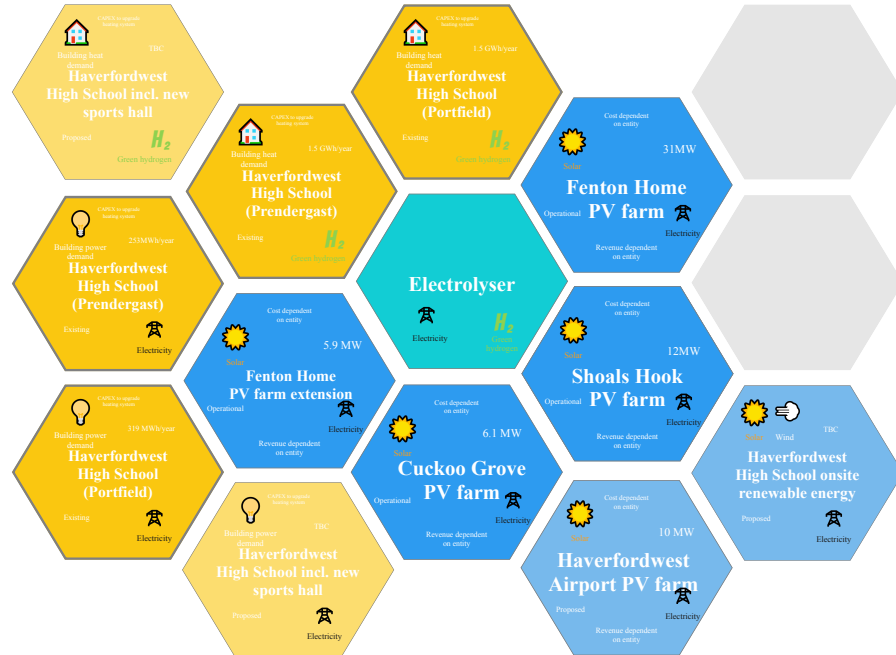 CAPEX to upgrade
heating system
TBC
Building heat
demand
Haverfordwest
High School incl. new
sports hall
Proposed
H₂
Green hydrogen
CAPEX to upgrade
heating system
1.5 GWh/year
Building heat
demand
Haverfordwest
High School
(Portfield)
Existing
H₂
Green hydrogen
CAPEX to upgrade
heating system
1.5 GWh/year
Building heat
demand
Haverfordwest
High School
(Prendergast)
Existing
H₂
Green hydrogen
Cost dependent
on entity
31MW
Solar
Fenton Home
PV farm
Operational
Electricity
Revenue dependent
on entity
CAPEX to upgrade
heating system
253MWh/year
Building power
demand
Haverfordwest
High School
(Prendergast)
Existing
Electricity
Electrolyser
H₂
Green
hydrogen
Cost dependent
on entity
5.9 MW
Solar
Fenton Home
PV farm extension
Operational
Electricity
Revenue dependent
on entity
Cost dependent
on entity
12MW
Solar
Shoals Hook
PV farm
Operational
Electricity
Revenue dependent
on entity
CAPEX to upgrade
heating system
319 MWh/year
Building power
demand
Haverfordwest
High School
(Portfield)
Existing
Electricity
Cost dependent
on entity
6.1 MW
Solar
Cuckoo Grove
PV farm
Operational
Electricity
Revenue dependent
on entity
Solar
Wind
TBC
Haverfordwest
High School onsite
renewable energy
Proposed
Electricity
CAPEX to upgrade
heating system
TBC
Building power
demand
Haverfordwest
High School incl. new
sports hall
Proposed
Electricity
Cost dependent
on entity
10 MW
Solar
Haverfordwest
Airport PV farm
Proposed
Electricity
Revenue dependent
on entity